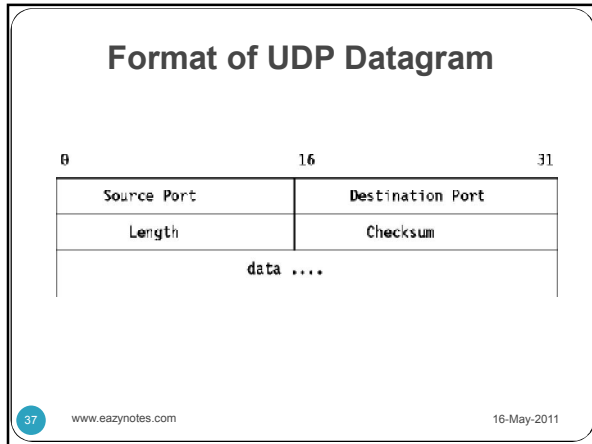 Format of UDP Datagram
0 16 31
Source Port Destination Port
Length Checksum
data ....
37 www.eazynotes.com 16-May-2011